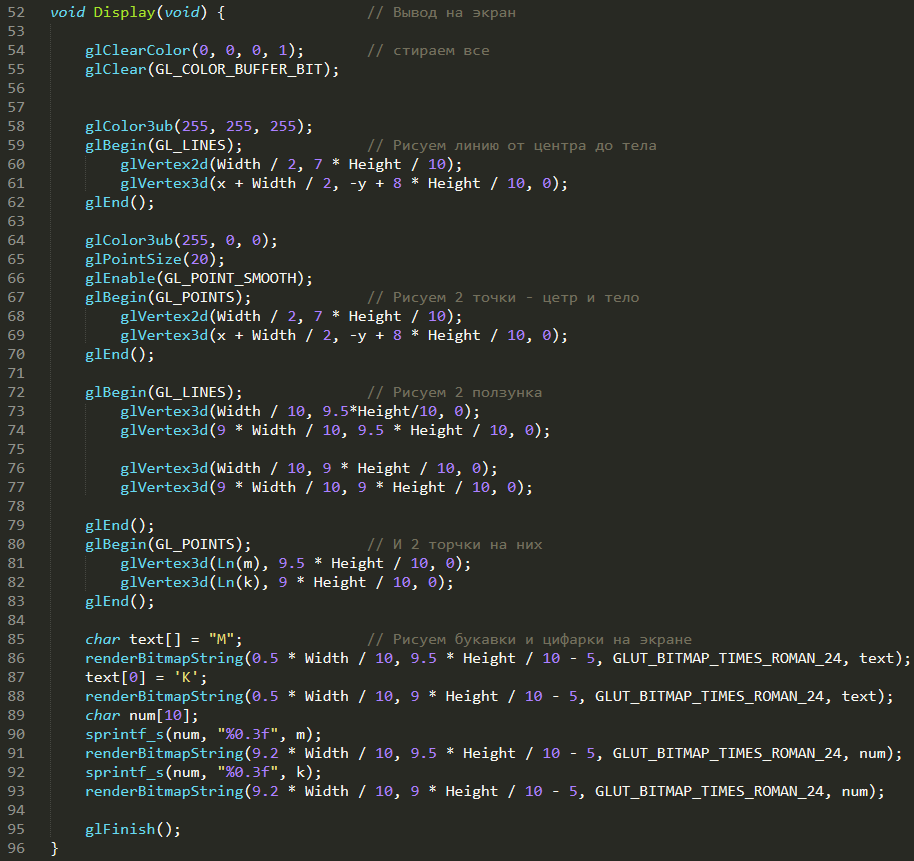 52 void Display(void) { // Вывод на экран
53
54 glClearColor(0, 0, 0, 1); // стираем все
55 glClear(GL_COLOR_BUFFER_BIT);
56
57
58 glColor3ub(255, 255, 255);
59 glBegin(GL_LINES); // Рисуем линию от центра до тела
60 glVertex2d(Width / 2, 7 * Height / 10);
61 glVertex3d(x + Width / 2, -y + 8 * Height / 10, 0);
62 glEnd();
63
64 glColor3ub(255, 0, 0);
65 glPointSize(20);
66 glEnable(GL_POINT_SMOOTH);
67 glBegin(GL_POINTS); // Рисуем 2 точки - цетр и тело
68 glVertex2d(Width / 2, 7 * Height / 10);
69 glVertex3d(x + Width / 2, -y + 8 * Height / 10, 0);
70 glEnd();
71
72 glBegin(GL_LINES); // Рисуем 2 ползунка
73 glVertex3d(Width / 10, 9.5*Height/10, 0);
74 glVertex3d(9 * Width / 10, 9.5 * Height / 10, 0);
75
76 glVertex3d(Width / 10, 9 * Height / 10, 0);
77 glVertex3d(9 * Width / 10, 9 * Height / 10, 0);
78
79 glEnd();
80 glBegin(GL_POINTS); // И 2 торчки на них
81 glVertex3d(Ln(m), 9.5 * Height / 10, 0);
82 glVertex3d(Ln(k), 9 * Height / 10, 0);
83 glEnd();
84
85 char text[] = "M"; // Рисуем букавки и цифарки на экране
86 renderBitmapString(0.5 * Width / 10, 9.5 * Height / 10 - 5, GLUT_BITMAP_TIMES_ROMAN_24, text);
87 text[0] = 'K';
88 renderBitmapString(0.5 * Width / 10, 9 * Height / 10 - 5, GLUT_BITMAP_TIMES_ROMAN_24, text);
89 char num[10];
90 sprintf_s(num, "%0.3f", m);
91 renderBitmapString(9.2 * Width / 10, 9.5 * Height / 10 - 5, GLUT_BITMAP_TIMES_ROMAN_24, num);
92 sprintf_s(num, "%0.3f", k);
93 renderBitmapString(9.2 * Width / 10, 9 * Height / 10 - 5, GLUT_BITMAP_TIMES_ROMAN_24, num);
94
95 glFinish();
96 }